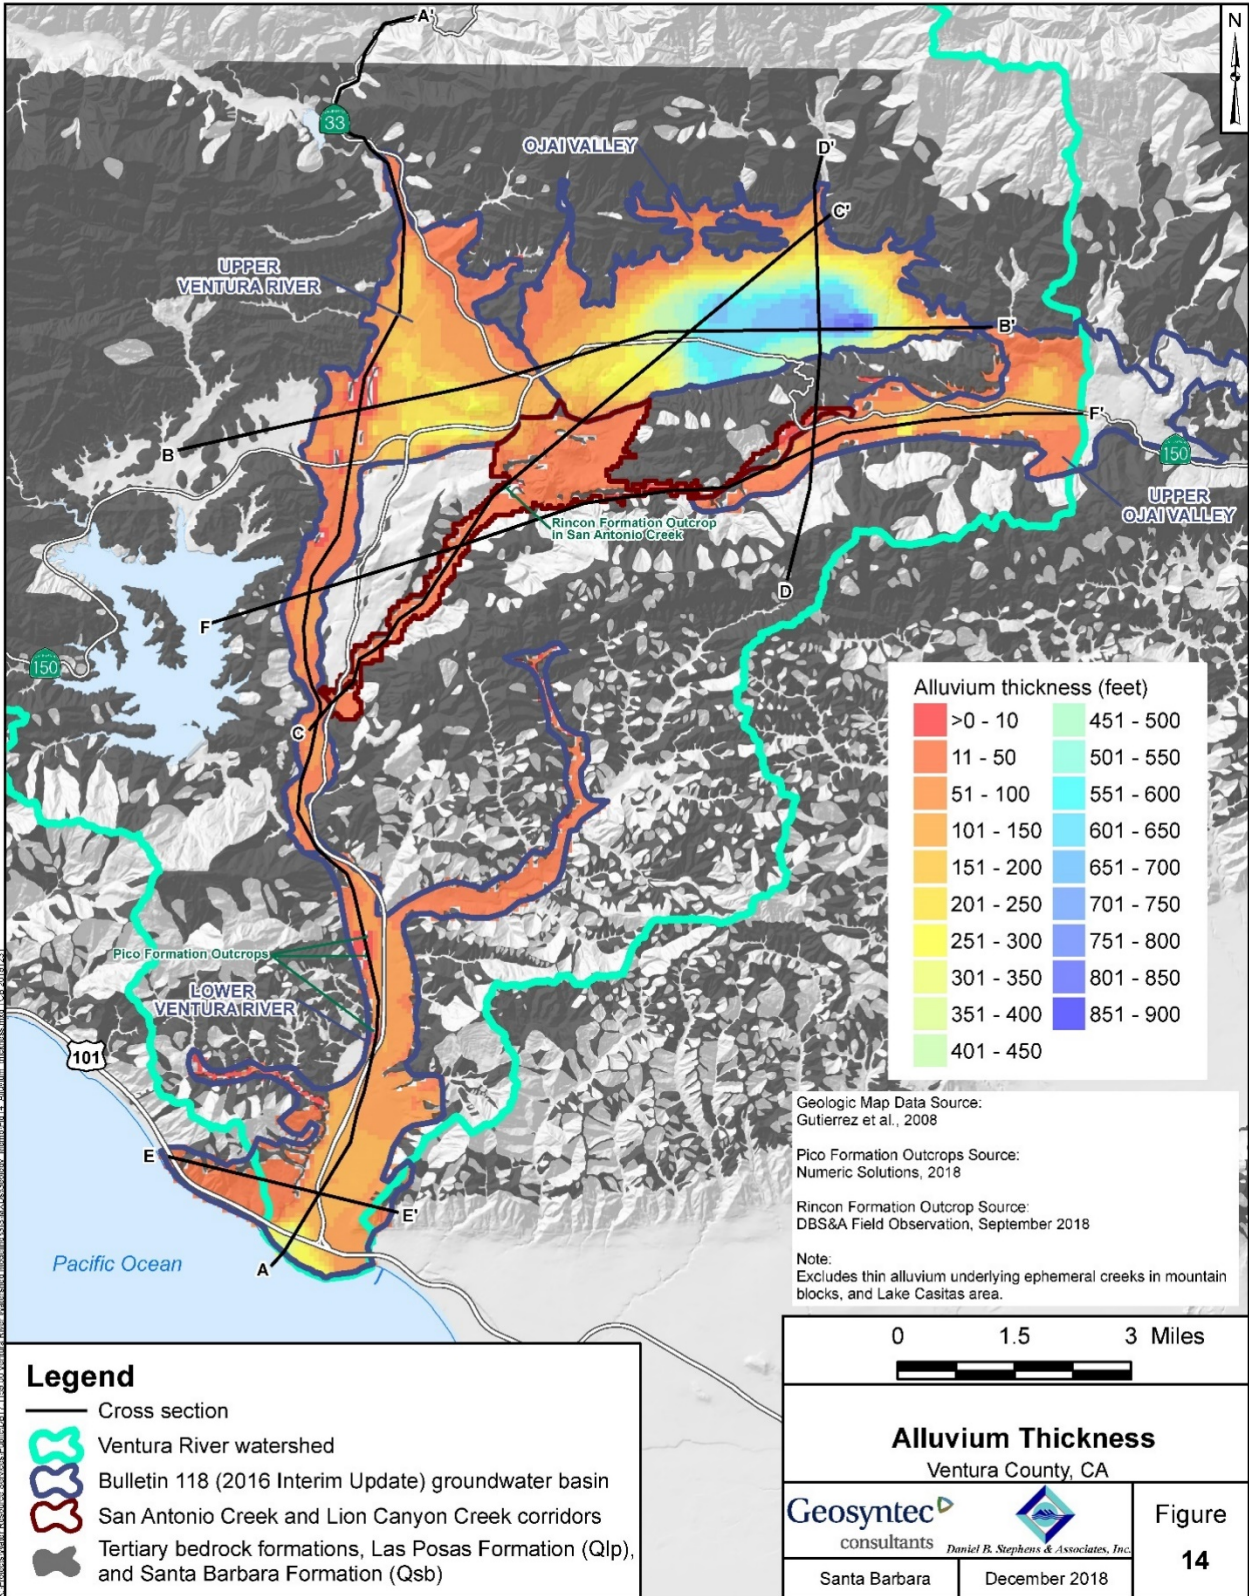 A'
N
33
D'
OJAI VALLEY
C'
UPPER
VENTURA RIVER
B'
B
F'
150
UPPER
OJAI VALLEY
Rincon Formation Outcrop
in San Antonio Creek
D
F
150
C
Alluvium thickness (feet)
>0 - 10
11 - 50
51 - 100
101 - 150
151 - 200
201 - 250
251 - 300
301 - 350
351 - 400
401 - 450
451 - 500
501 - 550
551 - 600
601 - 650
651 - 700
701 - 750
751 - 800
801 - 850
851 - 900
Pico Formation Outcrops
LOWER
VENTURA RIVER
101
E
E'
A
Pacific Ocean
Geologic Map Data Source:
Gutierrez et al., 2008
Pico Formation Outcrops Source:
Numeric Solutions, 2018
Rincon Formation Outcrop Source:
DBS&A Field Observation, September 2018
Note:
Excludes thin alluvium underlying ephemeral creeks in mountain
blocks, and Lake Casitas area.
0 1.5 3 Miles
Legend
Cross section
Ventura River watershed
Bulletin 118 (2016 Interim Update) groundwater basin
San Antonio Creek and Lion Canyon Creek corridors
Tertiary bedrock formations, Las Posas Formation (Qlp),
and Santa Barbara Formation (Qsb)
Alluvium Thickness
Ventura County, CA
Geosyntec
consultants
Daniel B. Stephens & Associates, Inc.
Figure
14
Santa Barbara
December 2018